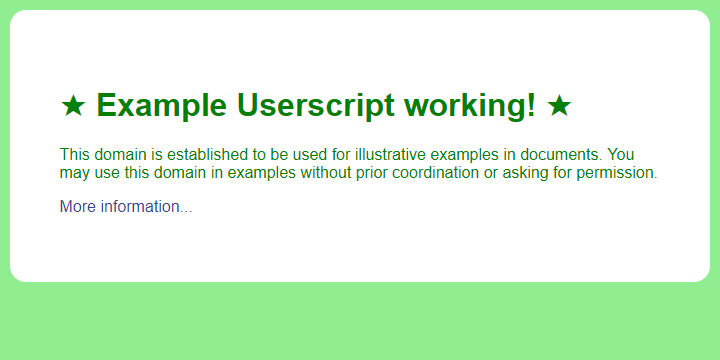 ★ Example Userscript working! ★
This domain is established to be used for illustrative examples in documents. You
may use this domain in examples without prior coordination or asking for permission.
More information...